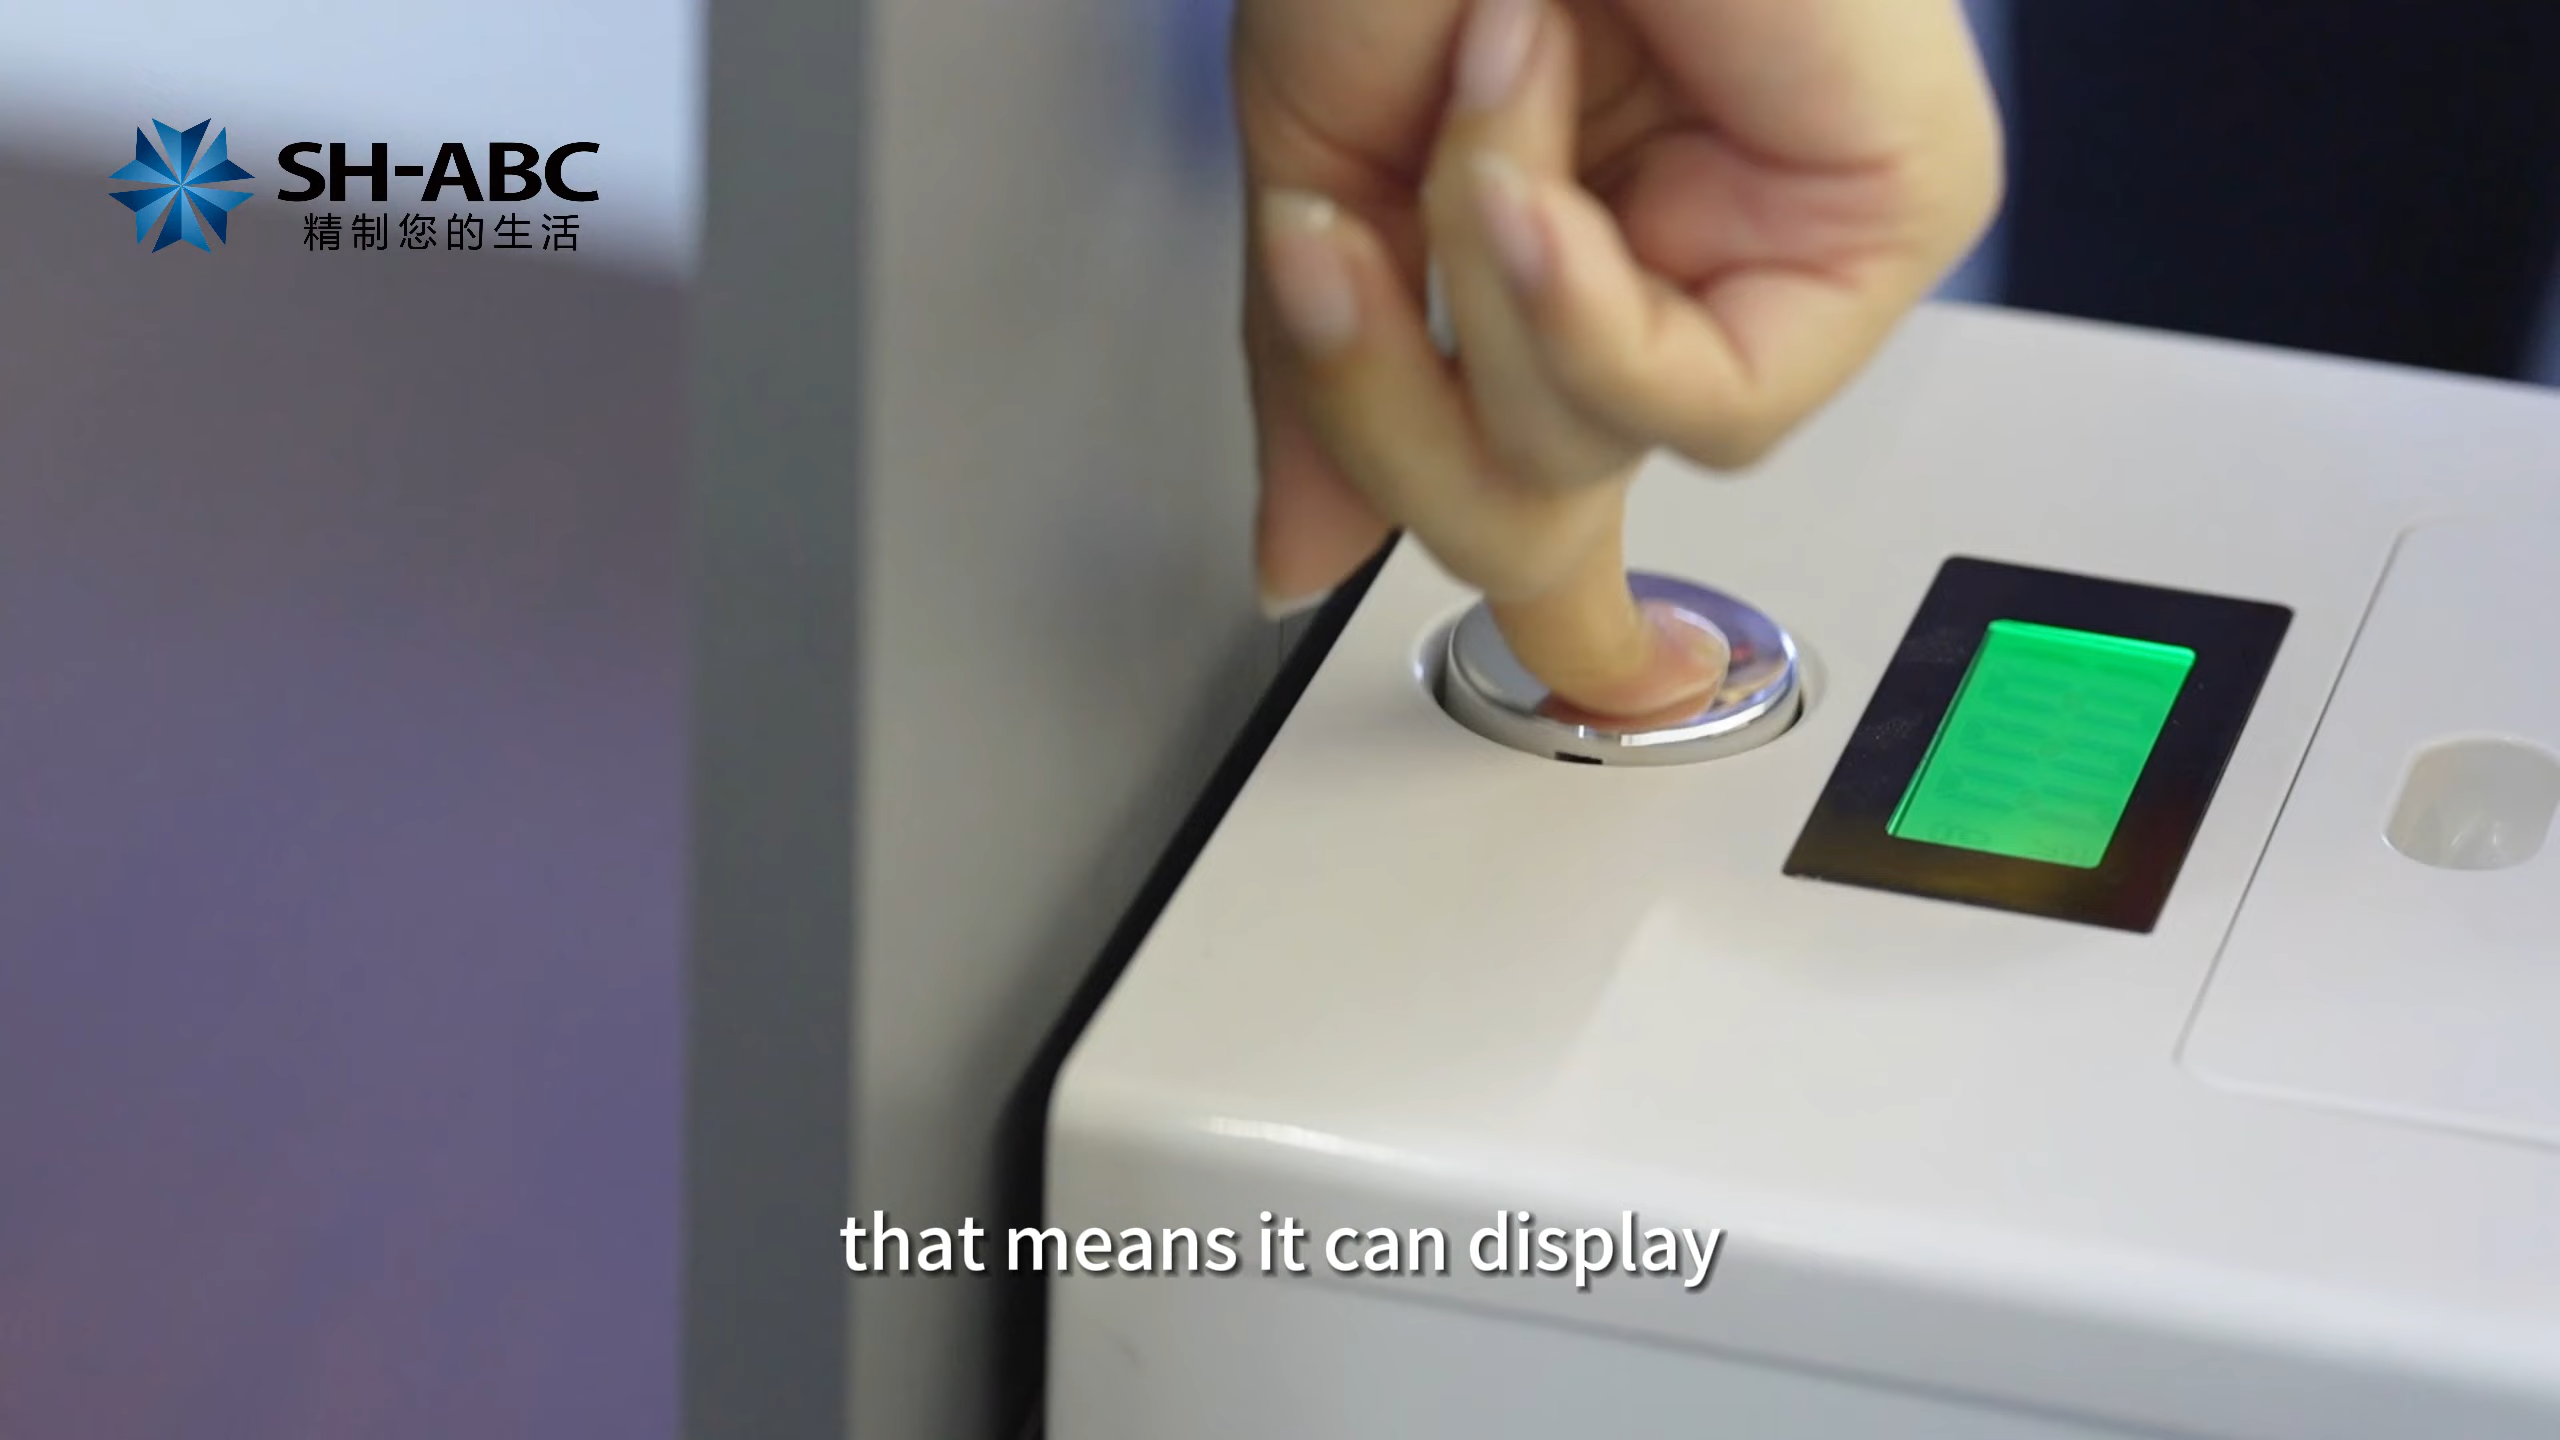 SH-ABC
精制您的生活
that means it can display